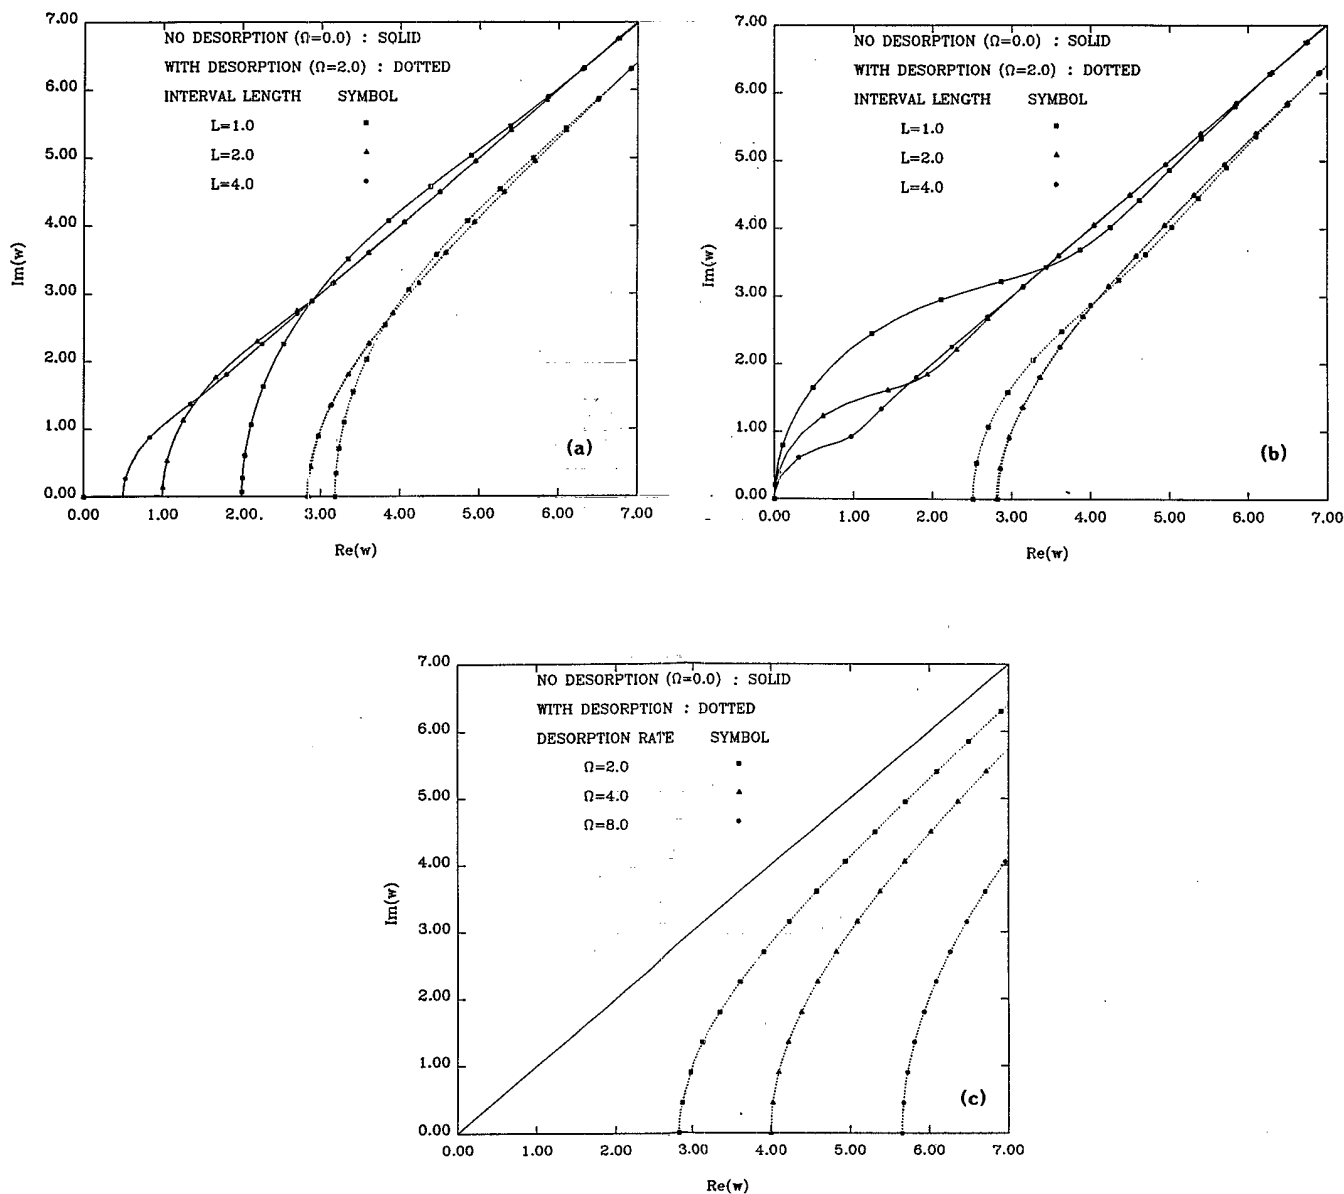 7.00
6.00
5.00
4.00
3.00
2.00
1.00
0.00
Im(w)
NO DESORPTION (Ω=0.0) : SOLID
WITH DESORPTION (Ω=2.0) : DOTTED
INTERVAL LENGTH SYMBOL
L=1.0
L=2.0
L=4.0
(a)
0.00 1.00 2.00 3.00 4.00 5.00 6.00 7.00
Re(w)
7.00
6.00
5.00
4.00
3.00
2.00
1.00
0.00
Im(w)
NO DESORPTION (Ω=0.0) : SOLID
WITH DESORPTION (Ω=2.0) : DOTTED
INTERVAL LENGTH SYMBOL
L=1.0
L=2.0
L=4.0
(b)
0.00 1.00 2.00 3.00 4.00 5.00 6.00 7.00
Re(w)
7.00
6.00
5.00
4.00
3.00
2.00
1.00
0.00
Im(w)
NO DESORPTION (Ω=0.0) : SOLID
WITH DESORPTION : DOTTED
DESORPTION RATE SYMBOL
Ω=2.0
Ω=4.0
Ω=8.0
(c)
0.00 1.00 2.00 3.00 4.00 5.00 6.00 7.00
Re(w)